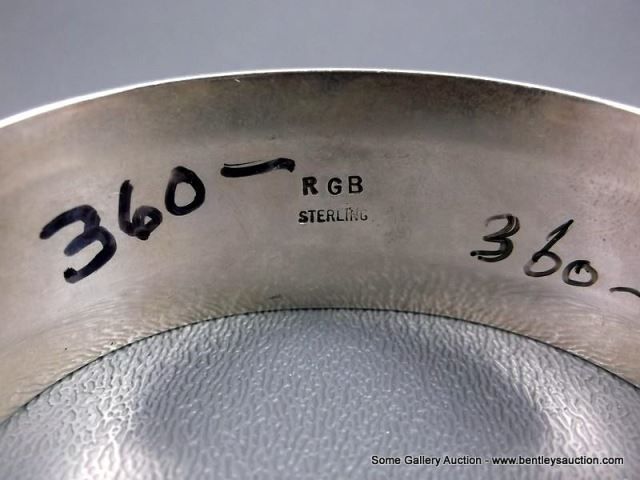 360-
RGB
STERLING
360-
Some Gallery Auction - www.bentleysauction.com